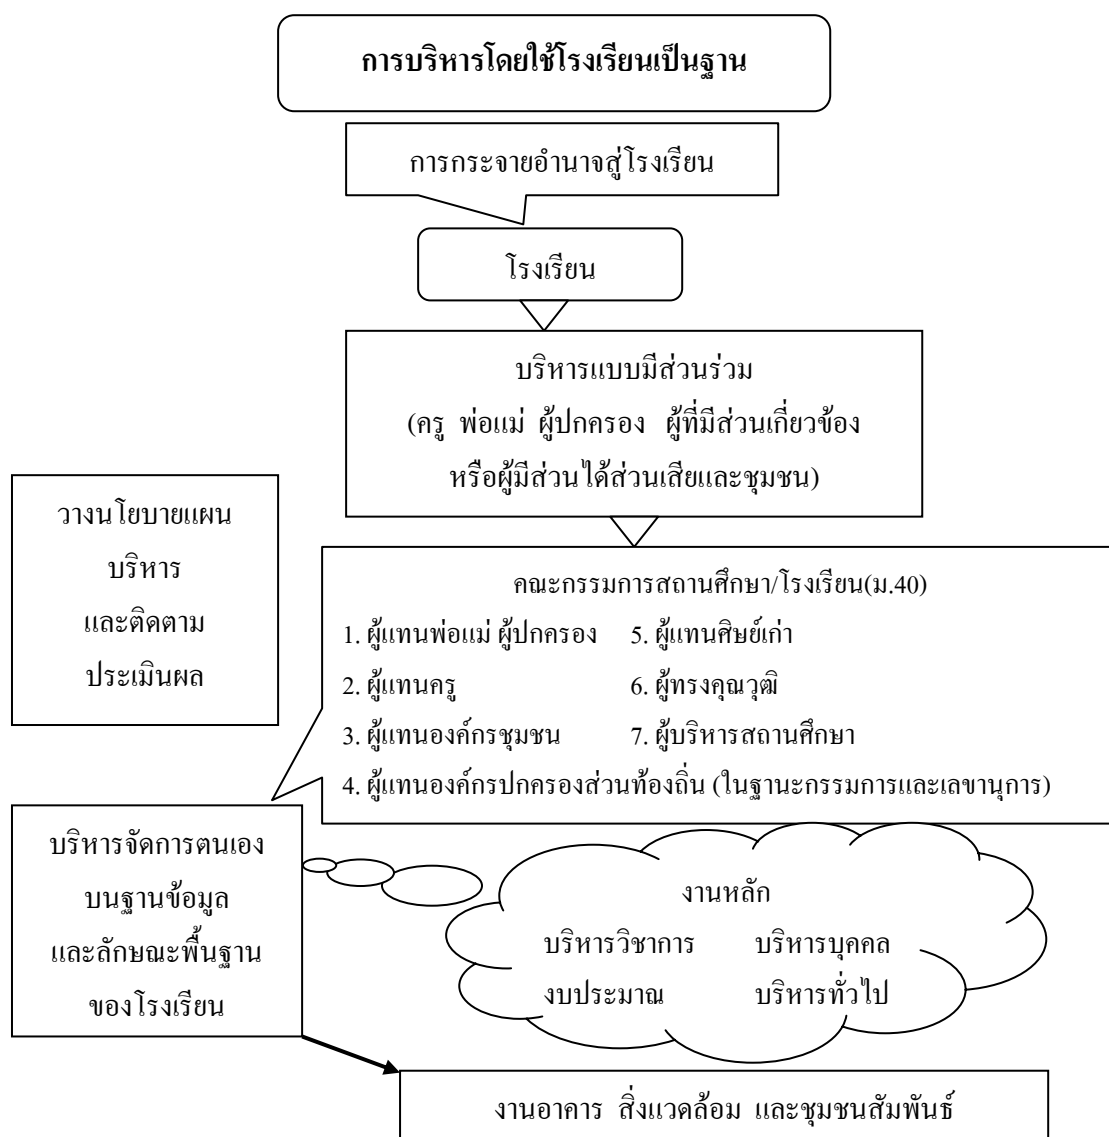 การบริหารโดยใช้โรงเรียนเป็นฐาน
การกระจายอำนาจสู่โรงเรียน
โรงเรียน
บริหารแบบมีส่วนร่วม
(ครู พ่อแม่ ผู้ปกครอง ผู้ที่มีส่วนเกี่ยวข้อง
หรือผู้มีส่วนได้ส่วนเสียและชุมชน)
วางนโยบายแผน
บริหาร
และติดตาม
ประเมินผล
คณะกรรมการสถานศึกษา/โรงเรียน(ม.40)
1. ผู้แทนพ่อแม่ ผู้ปกครอง 5. ผู้แทนศิษย์เก่า
2. ผู้แทนครู 6. ผู้ทรงคุณวุฒิ
3. ผู้แทนองค์กรชุมชน 7. ผู้บริหารสถานศึกษา
4. ผู้แทนองค์กรปกครองส่วนท้องถิ่น (ในฐานะกรรมการและเลขานุการ)
บริหารจัดการตนเอง
บนฐานข้อมูล
และลักษณะพื้นฐาน
ของโรงเรียน
งานหลัก
บริหารวิชาการ บริหารบุคคล
งบประมาณ บริหารทั่วไป
งานอาคาร สิ่งแวดล้อม และชุมชนสัมพันธ์